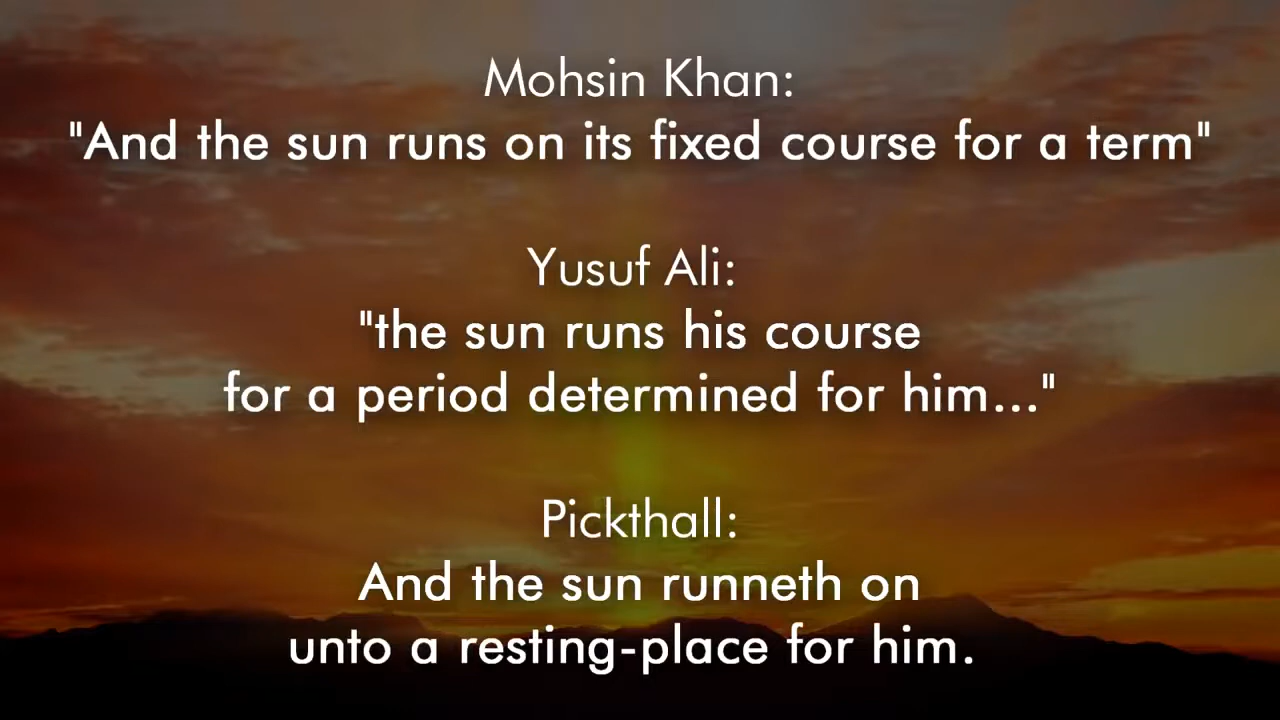 Mohsin Khan:
"And the sun runs on its fixed course for a term"
Yusuf Ali:
"the sun runs his course
for a period determined for him..."
Pickthall:
And the sun runneth on
unto a resting-place for him.